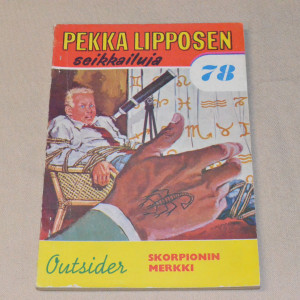 PEKKA LIPPOSEN
seikkailuja
78
Outsider
SKORPIONIN
MERKKI